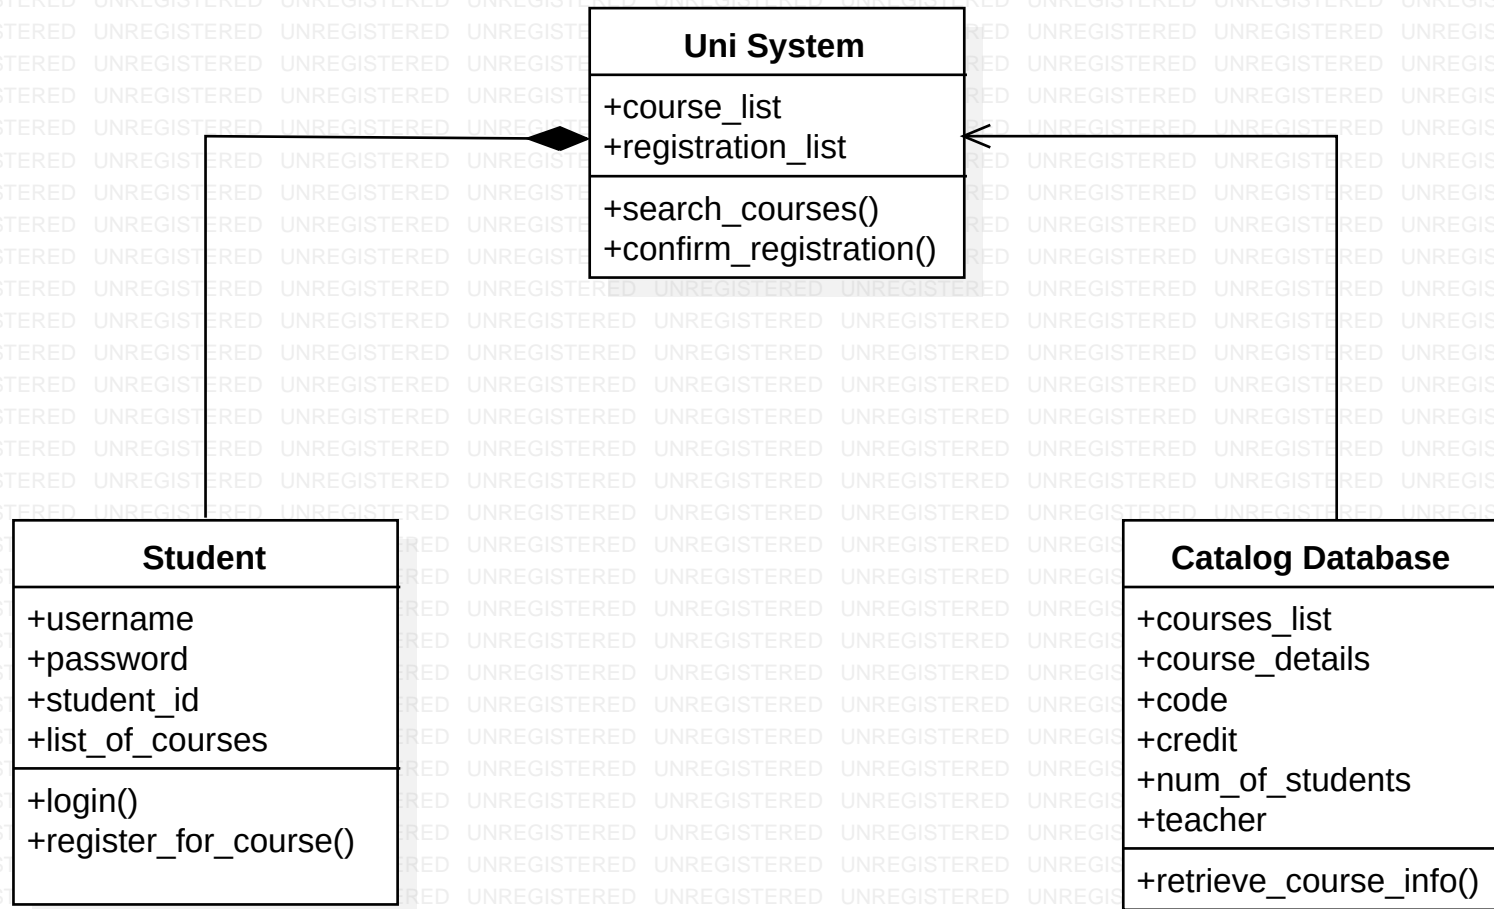 Uni System
+course_list
+registration_list
+search_courses()
+confirm_registration()
Student
+username
+password
+student_id
+list_of_courses
+login()
+register_for_course()
Catalog Database
+courses_list
+course_details
+code
+credit
+num_of_students
+teacher
+retrieve_course_info()
UNREGISTERED